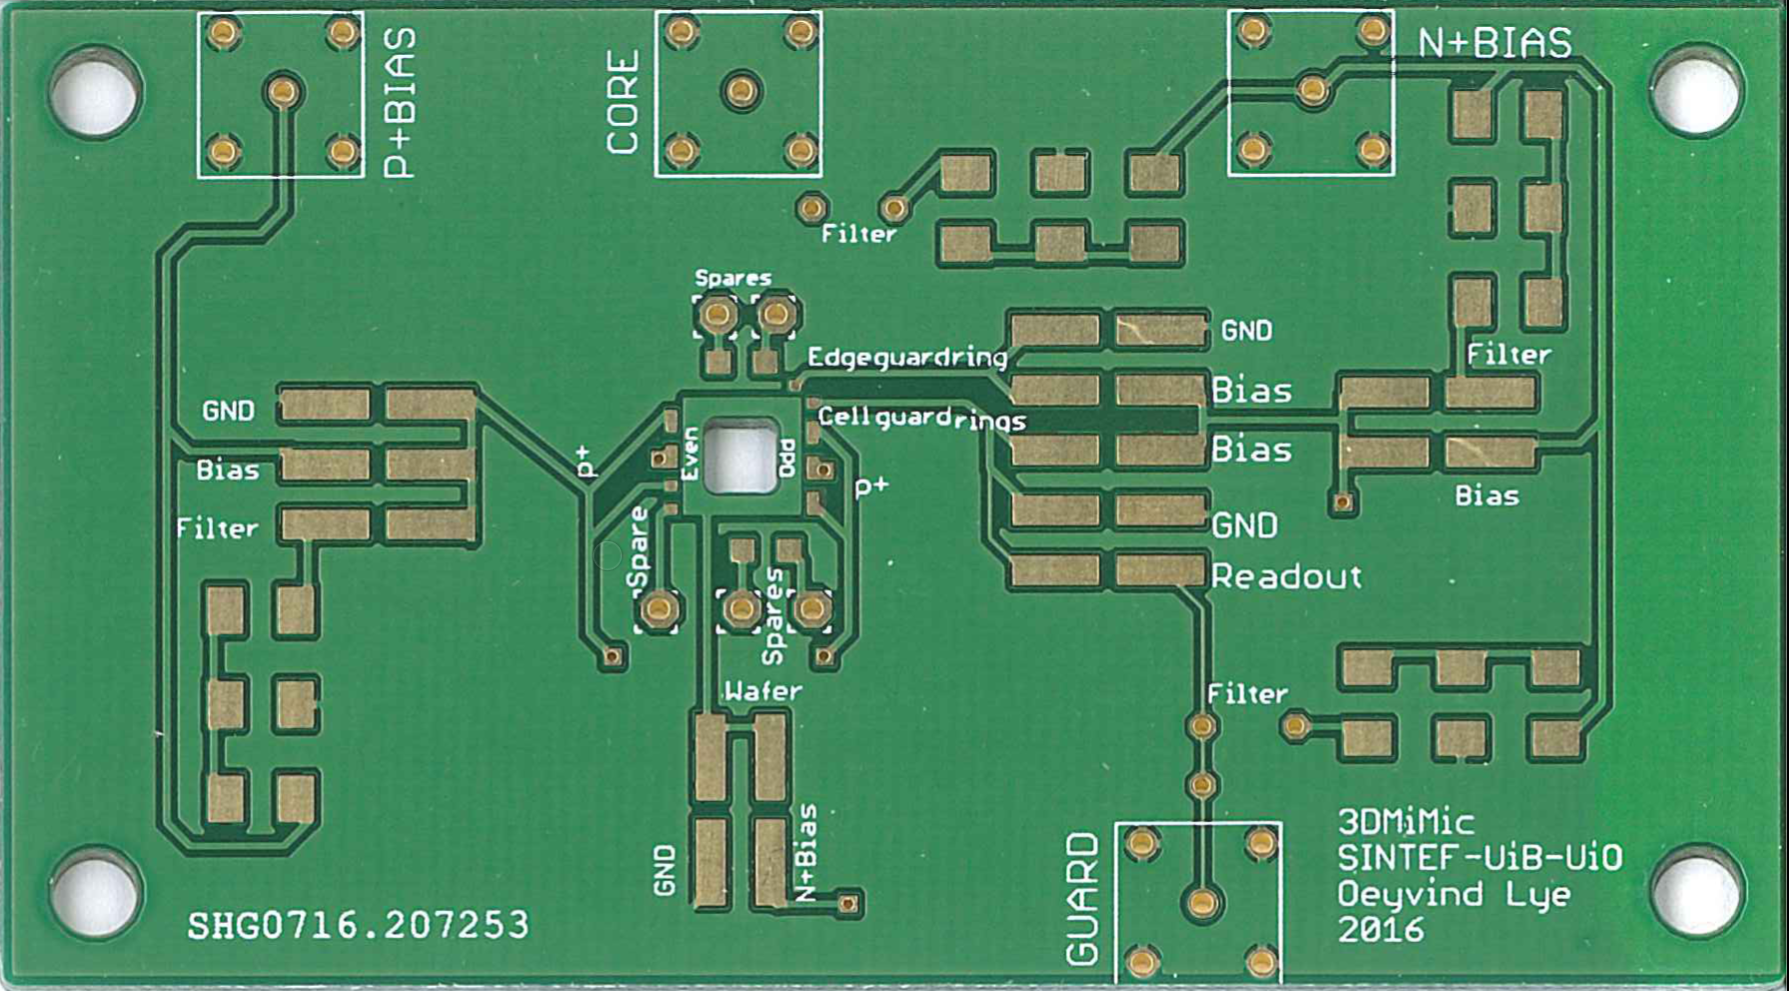 P+BIAS
CORE
N+BIAS
Filter
Spares
Edgeguardring
GND
Filter
GND
Cellguardrings
Bias
Even
Odd
p+
Bias
Bias
p+
Bias
Filter
Spare
GND
Readout
Spares
Wafer
Filter
GND
N+Bias
GUARD
3DMiMic
SINTEF-UiB-UiO
Oeyvind Lye
2016
SHG0716.207253